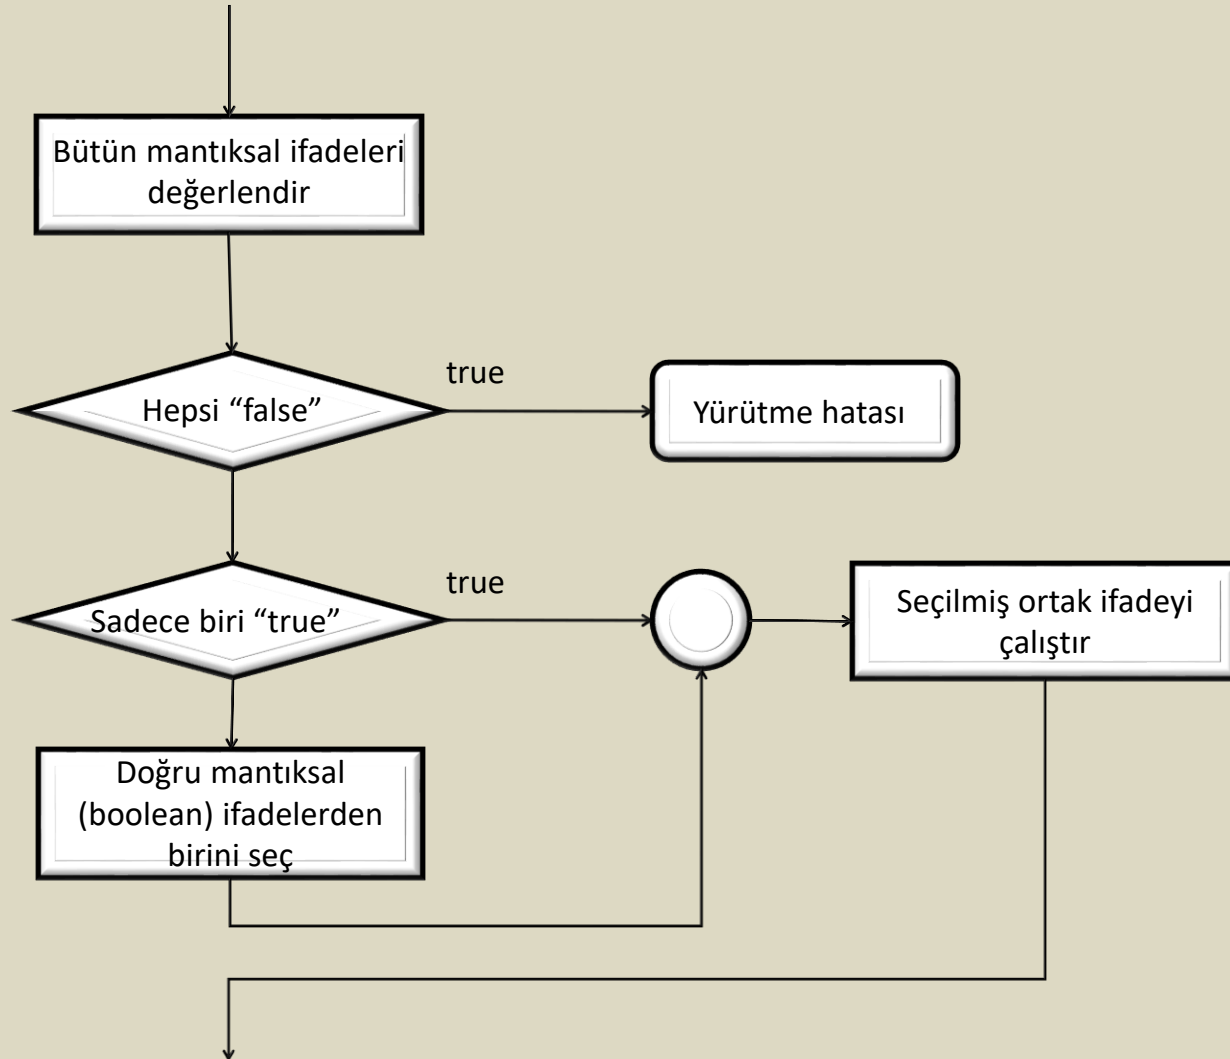 Bütün mantıksal ifadeleri
değerlendir
true
Hepsi “false”
Yürütme hatası
true
Sadece biri “true”
Seçilmiş ortak ifadeyi
çalıştır
Doğru mantıksal
(boolean) ifadelerden
birini seç